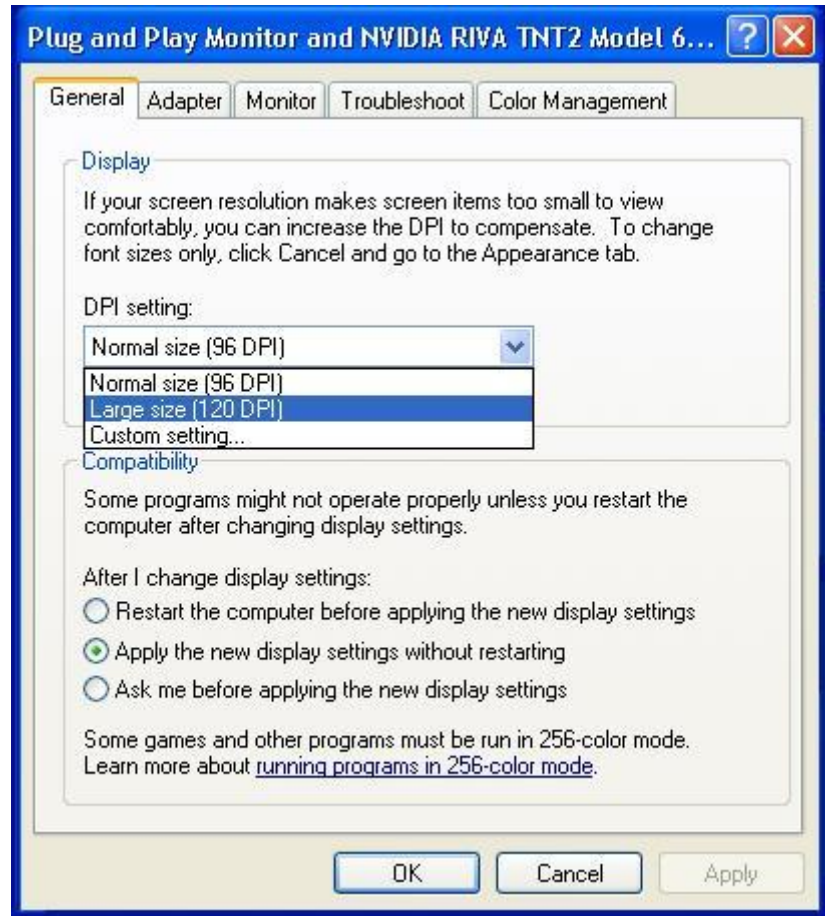 Plug and Play Monitor and NVIDIA RIVA TNT2 Model 6...
General Adapter Monitor Troubleshoot Color Management
Display
If your screen resolution makes screen items too small to view
comfortably, you can increase the DPI to compensate. To change
font sizes only, click Cancel and go to the Appearance tab.
DPI setting:
Normal size (96 DPI)
Normal size (96 DPI)
Large size (120 DPI)
Custom setting...
Compatibility
Some programs might not operate properly unless you restart the
computer after changing display settings.
After I change display settings:
Restart the computer before applying the new display settings
Apply the new display settings without restarting
Ask me before applying the new display settings
Some games and other programs must be run in 256-color mode.
Learn more about running programs in 256-color mode.
OK Cancel Apply